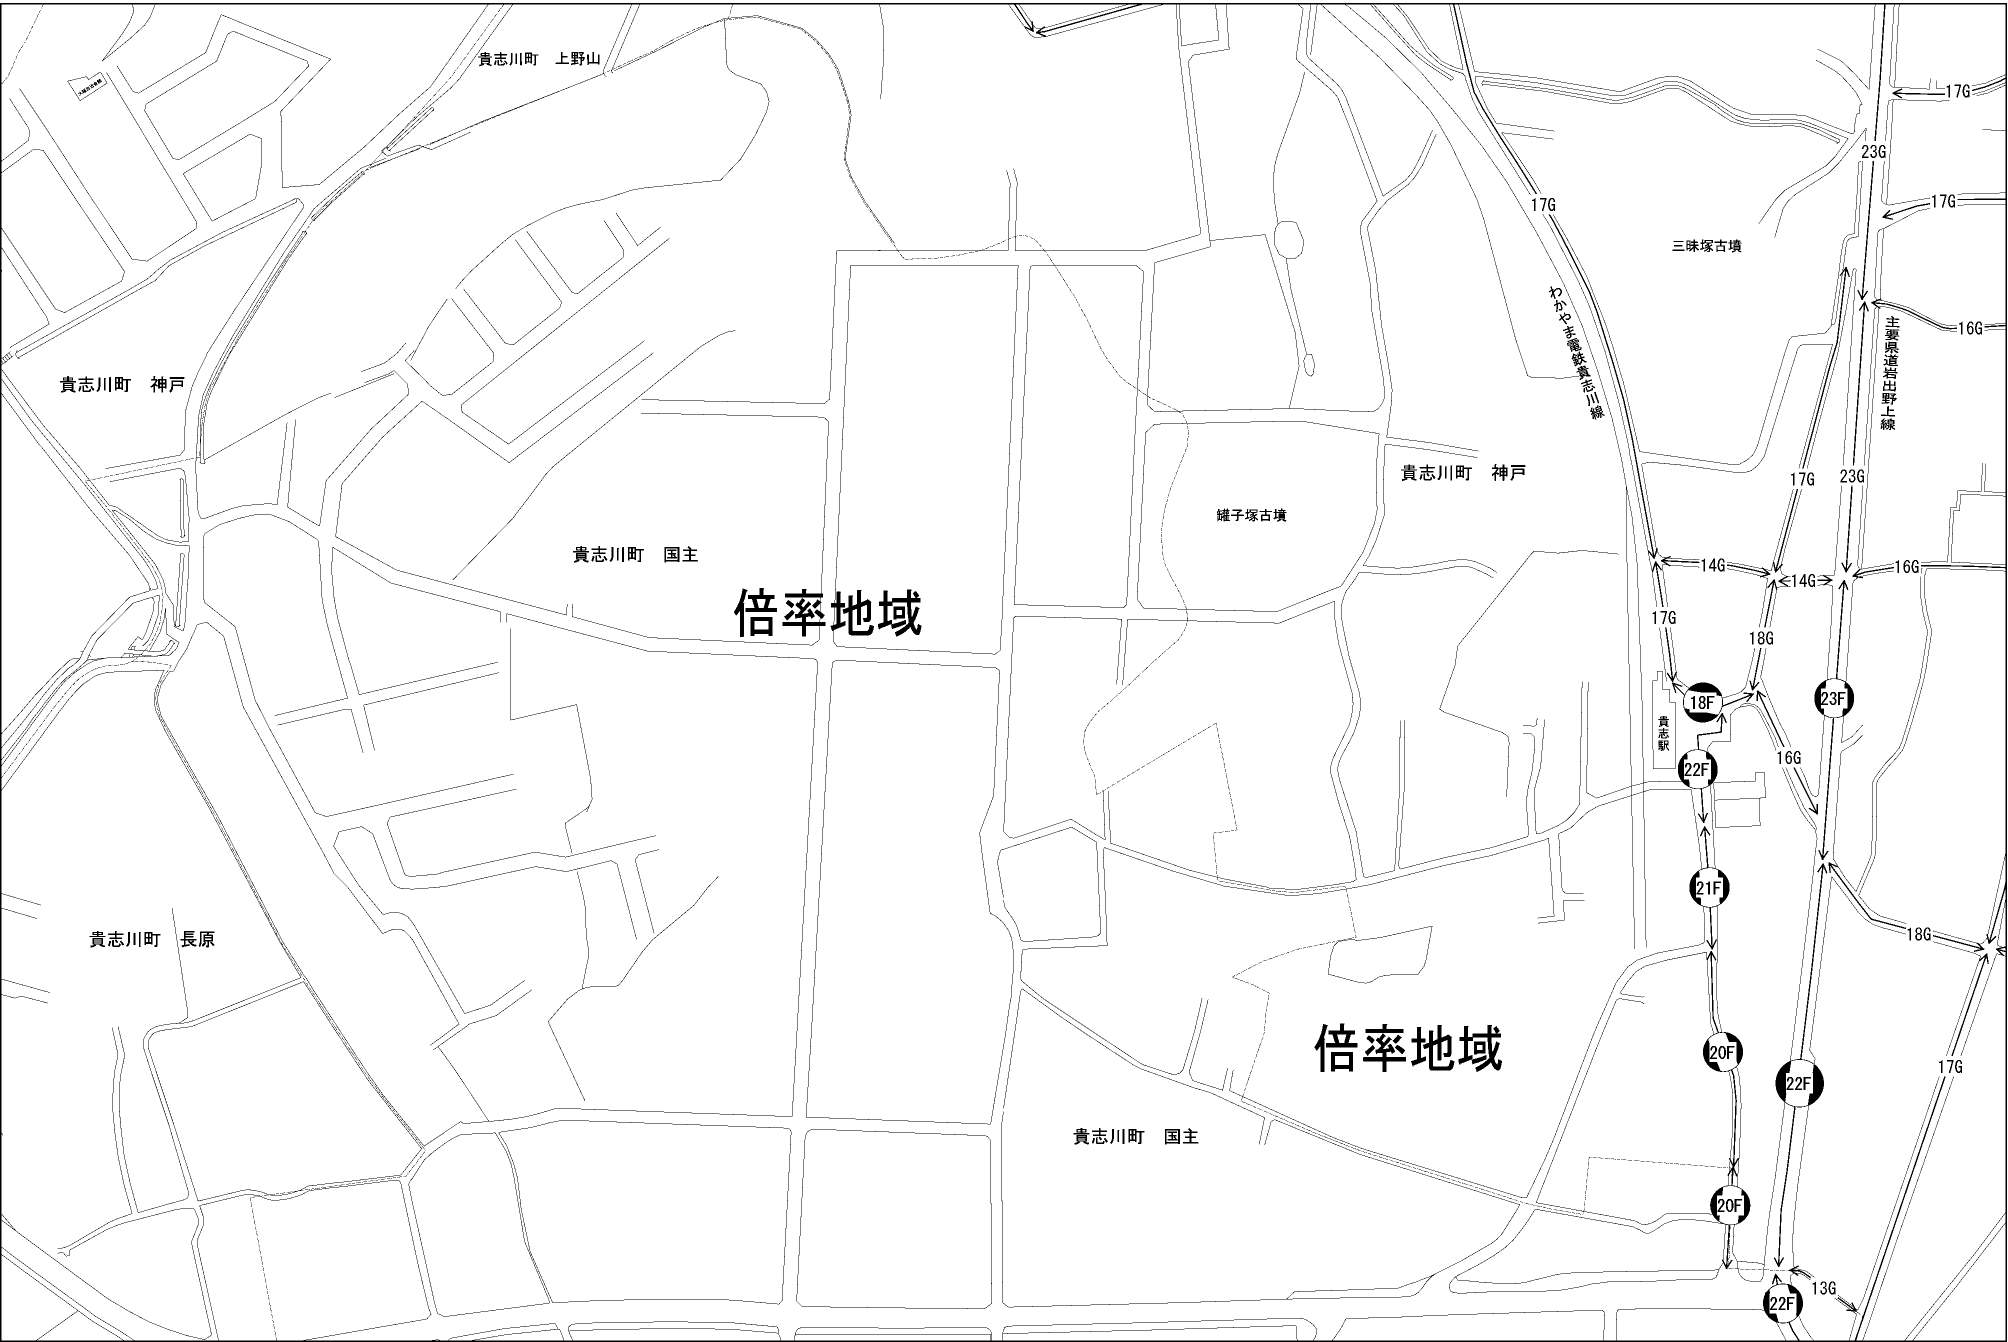 貴志川町　上野山
17G
23G
17G
17G
三昧塚古墳
わかやま電鉄貴志川線
16G
主要県道岩出野上線
貴志川町　神戸
貴志川町　神戸
17G
23G
罐子塚古墳
貴志川町　国主
14G
14G
16G
倍率地域
17G
18G
18F
23F
貴志駅
22F
16G
21F
貴志川町　長原
18G
倍率地域
20F
22F
17G
貴志川町　国主
20F
13G
22F